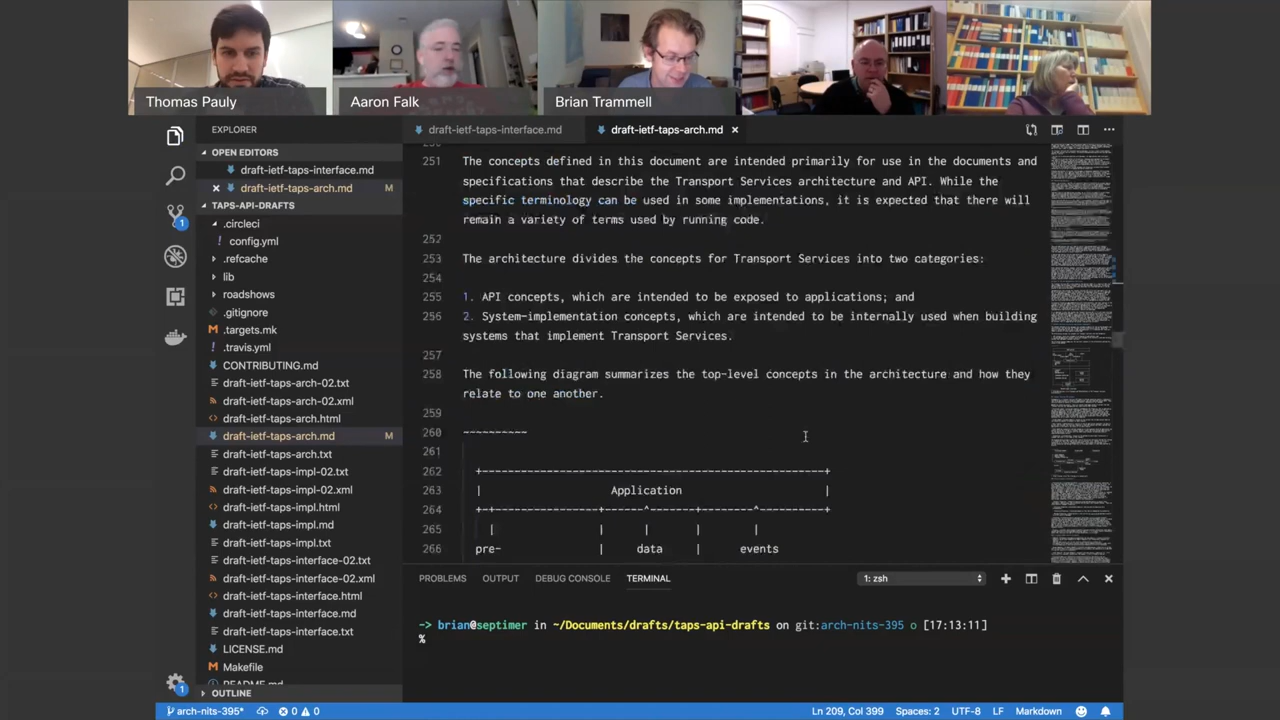 Thomas Pauly
Aaron Falk
Brian Trammell
EXPLORER
OPEN EDITORS
draft-ietf-taps-interface.md
draft-ietf-taps-arch.md M
TAPS-API-DRAFTS
.circleci
config.yml
.refcache
lib
roadshows
.gitignore
.targets.mk
.travis.yml
CONTRIBUTING.md
draft-ietf-taps-arch-02.txt
draft-ietf-taps-arch-02.xml
draft-ietf-taps-arch.html
draft-ietf-taps-arch.md M
draft-ietf-taps-arch.txt
draft-ietf-taps-impl-02.txt
draft-ietf-taps-impl-02.xml
draft-ietf-taps-impl.html
draft-ietf-taps-impl.md
draft-ietf-taps-impl.txt
draft-ietf-taps-interface-02
draft-ietf-taps-interface-02.xml
draft-ietf-taps-interface.html
draft-ietf-taps-interface.md
draft-ietf-taps-interface.txt
LICENSE.md
Makefile
README.md
OUTLINE
draft-ietf-taps-interface.md
draft-ietf-taps-arch.md
251 The concepts defined in this document are intended primarily for use in the documents and
specifications that describe the Transport Services architecture and API. While the
specific terminology can be used in some implementations, it is expected that there will
remain a variety of terms used by running code.
252
253 The architecture divides the concepts for Transport Services into two categories:
254
255 1. API concepts, which are intended to be exposed to applications; and
256 2. System-implementation concepts, which are intended to be internally used when building
systems that implement Transport Services.
257
258 The following diagram summarizes the top-level concepts in the architecture and how they
relate to one another.
259
260 ~~~~~~~~~~
261
262 +------------------------------------------------------+
263 | Application |
264 +-+----------------+------^-------+--------^-----------+
265 | | | | |
266 pre- | data | events
PROBLEMS OUTPUT DEBUG CONSOLE TERMINAL 1: zsh
-> brian@septimer in ~/Documents/drafts/taps-api-drafts on git:arch-nits-395 o [17:13:11]
%
1
1
arch-nits-395* 0 0 Ln 209, Col 399 Spaces: 2 UTF-8 LF Markdown